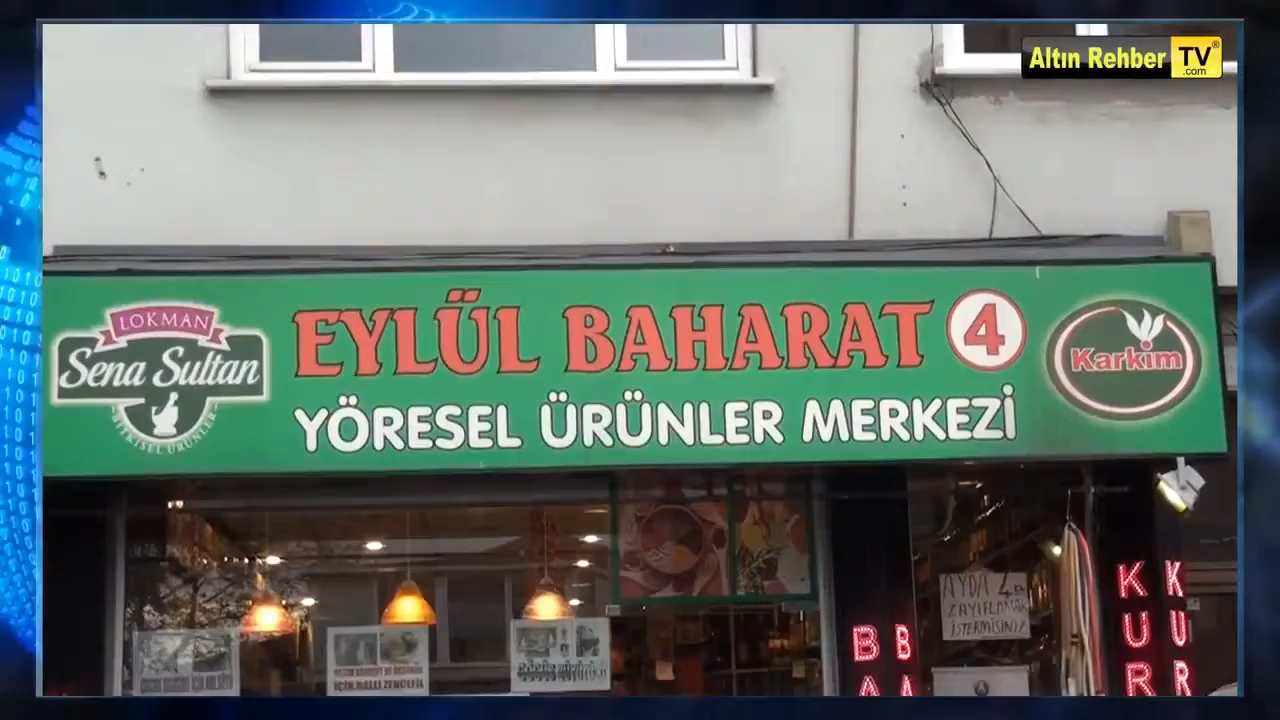 Altın Rehber TV®
.com
LOKMAN
Sena Sultan
BİTKİSEL ÜRÜNLER
EYLÜL BAHARAT 4
YÖRESEL ÜRÜNLER MERKEZİ
Karkim
AYDA 4
ZAYIFLAMAK
İSTERMİSİNİZ
B B
A A
K K
U U
R R